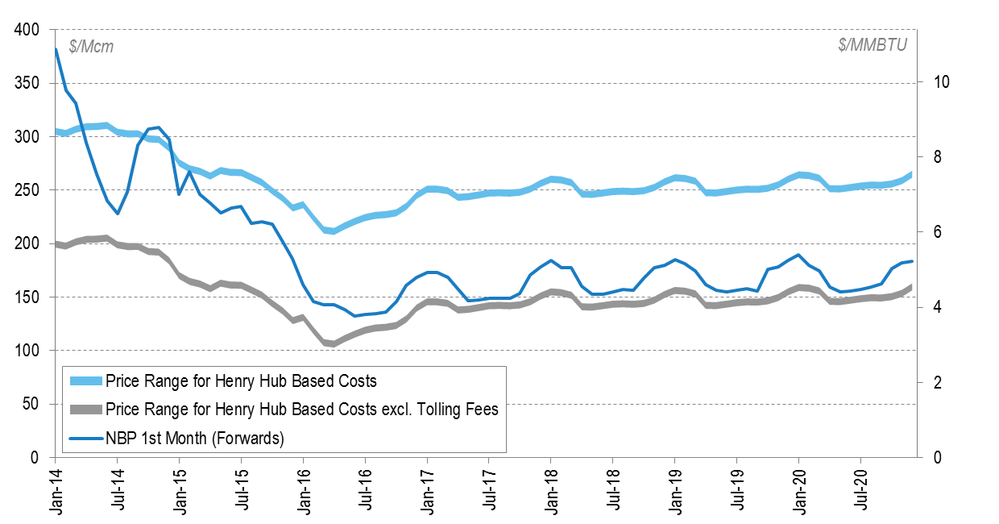 $/Mcm
$/MMBTU
400
350
300
250
200
150
100
50
0
10
8
6
4
2
0
Price Range for Henry Hub Based Costs
Price Range for Henry Hub Based Costs excl. Tolling Fees
NBP 1st Month (Forwards)
Jan-14
Jul-14
Jan-15
Jul-15
Jan-16
Jul-16
Jan-17
Jul-17
Jan-18
Jul-18
Jan-19
Jul-19
Jan-20
Jul-20